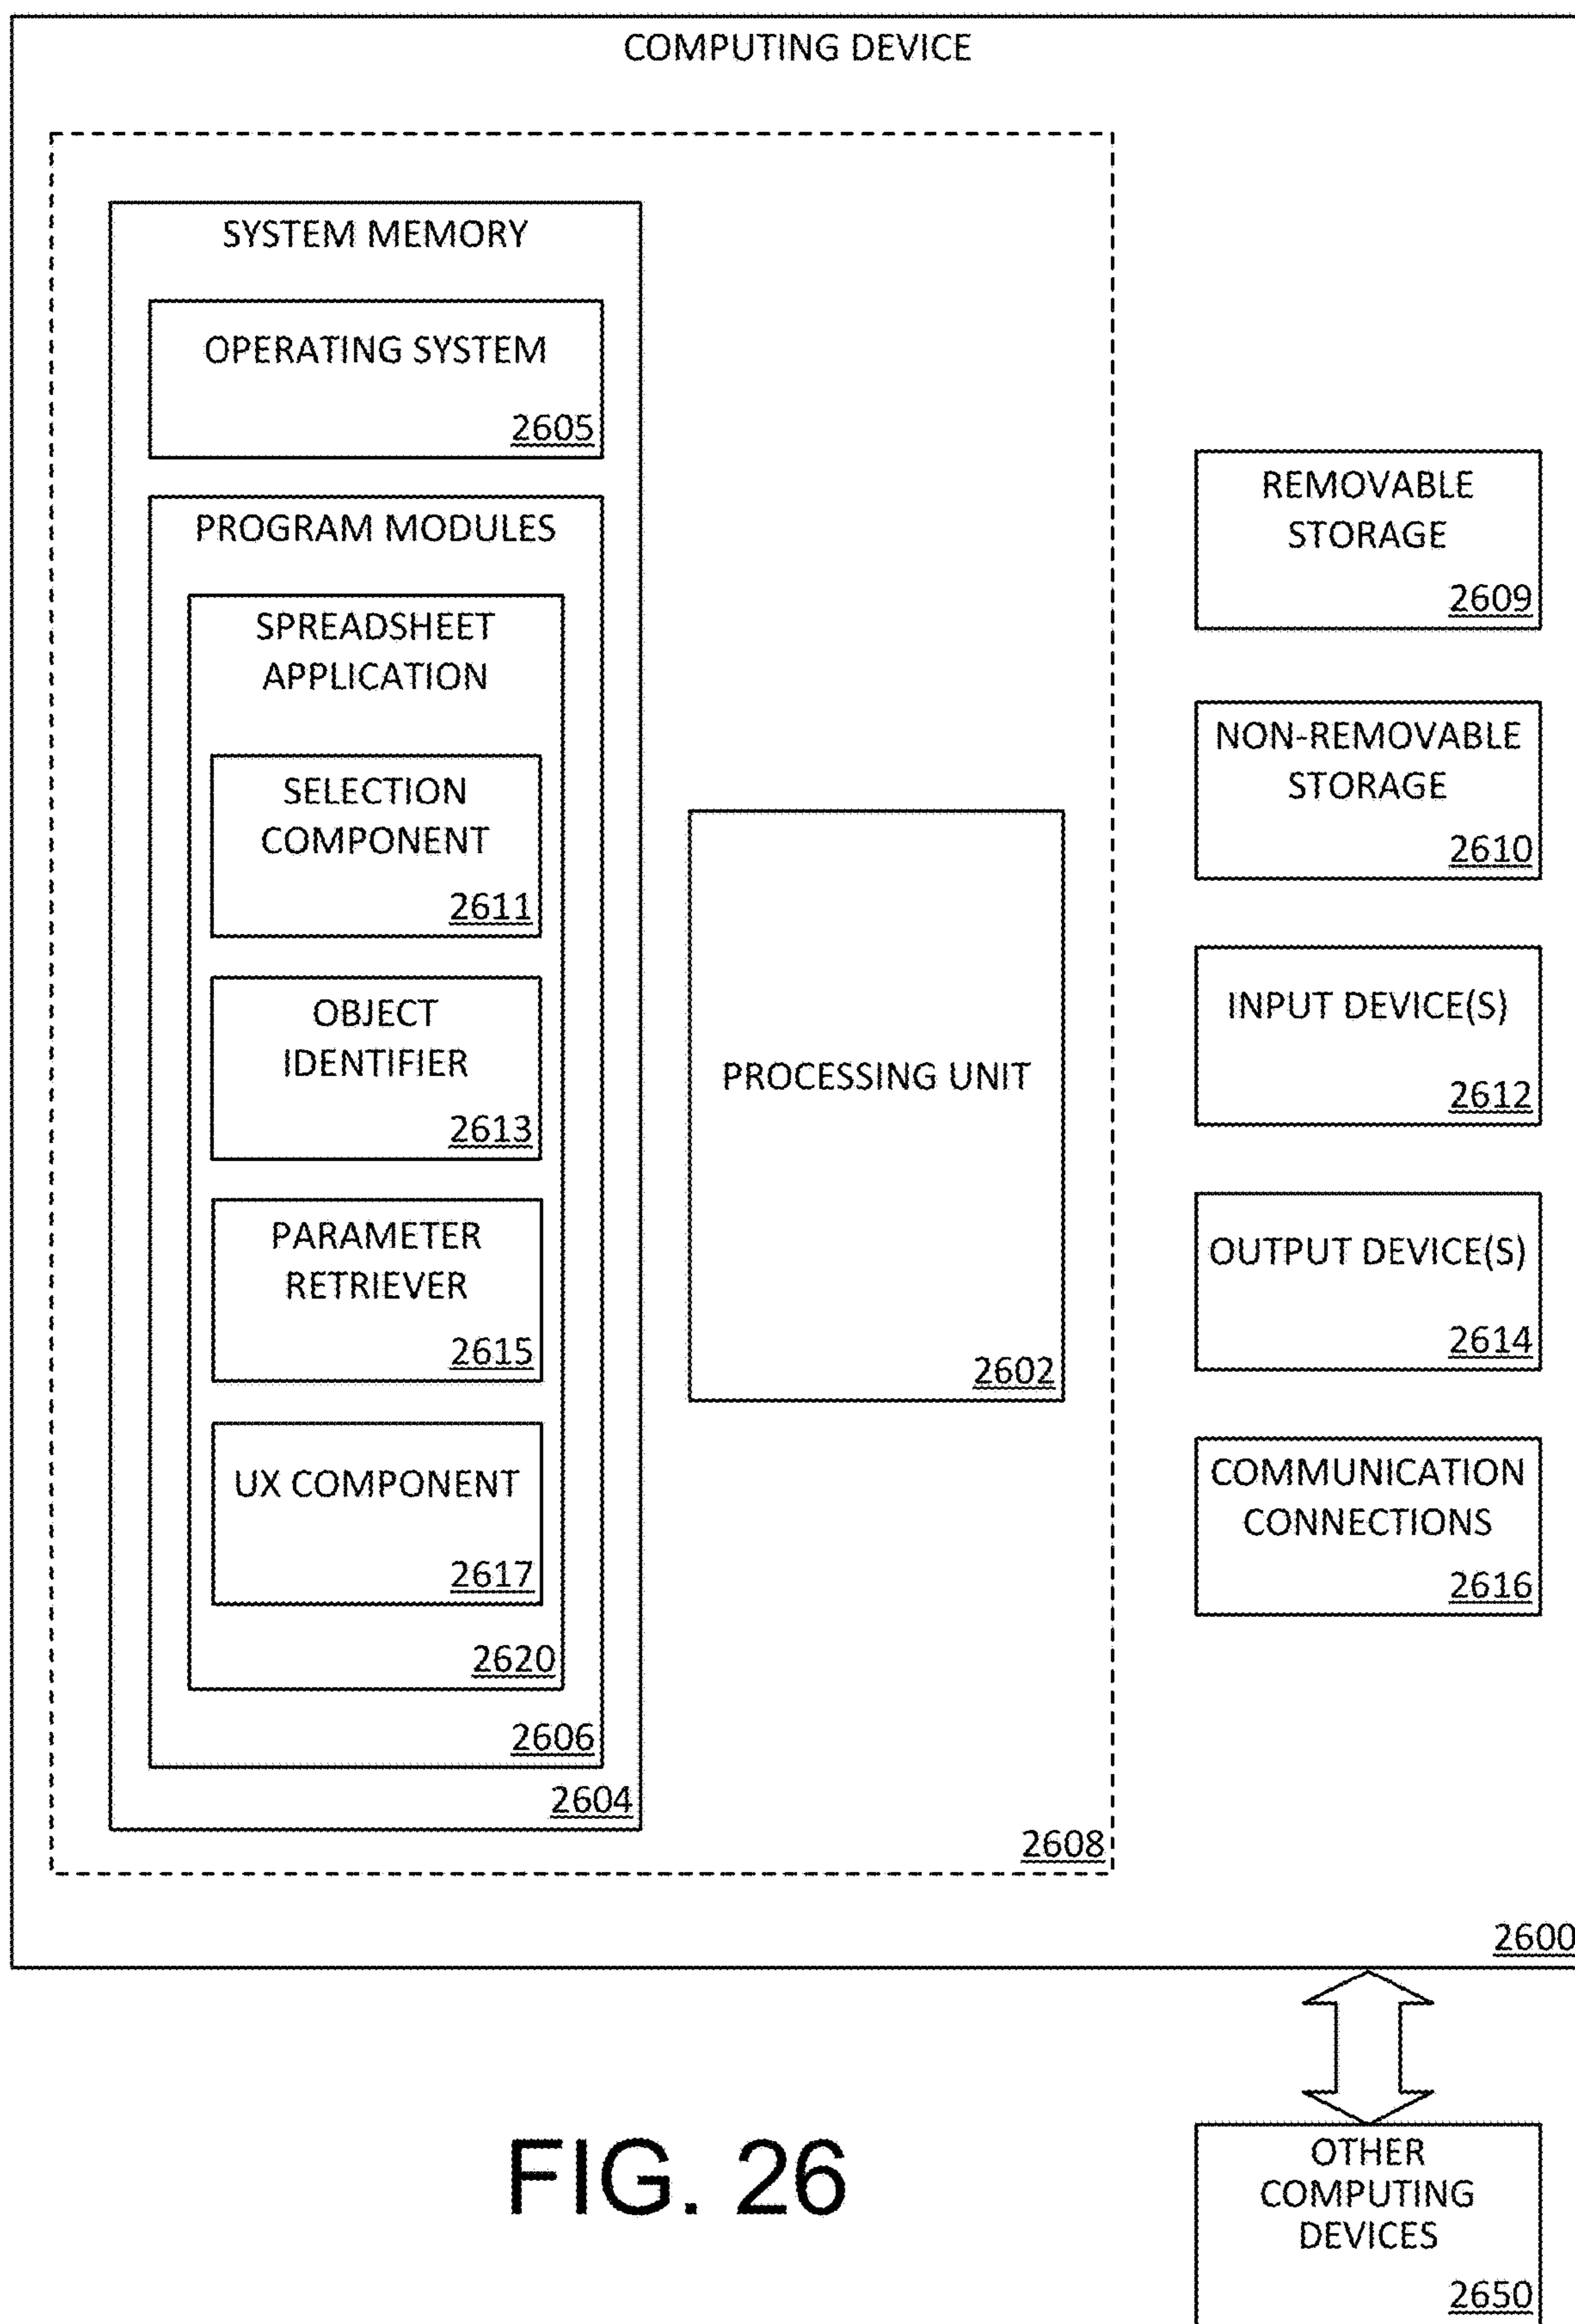 COMPUTING DEVICE
SYSTEM MEMORY
OPERATING SYSTEM
2605
PROGRAM MODULES
SPREADSHEET
APPLICATION
SELECTION
COMPONENT
2611
OBJECT
IDENTIFIER
2613
PARAMETER
RETRIEVER
2615
UX COMPONENT
2617
2620
2606
2604
PROCESSING UNIT
2602
2608
REMOVABLE
STORAGE
2609
NON-REMOVABLE
STORAGE
2610
INPUT DEVICE(S)
2612
OUTPUT DEVICE(S)
2614
COMMUNICATION
CONNECTIONS
2616
2600
OTHER
COMPUTING
DEVICES
2650
FIG. 26